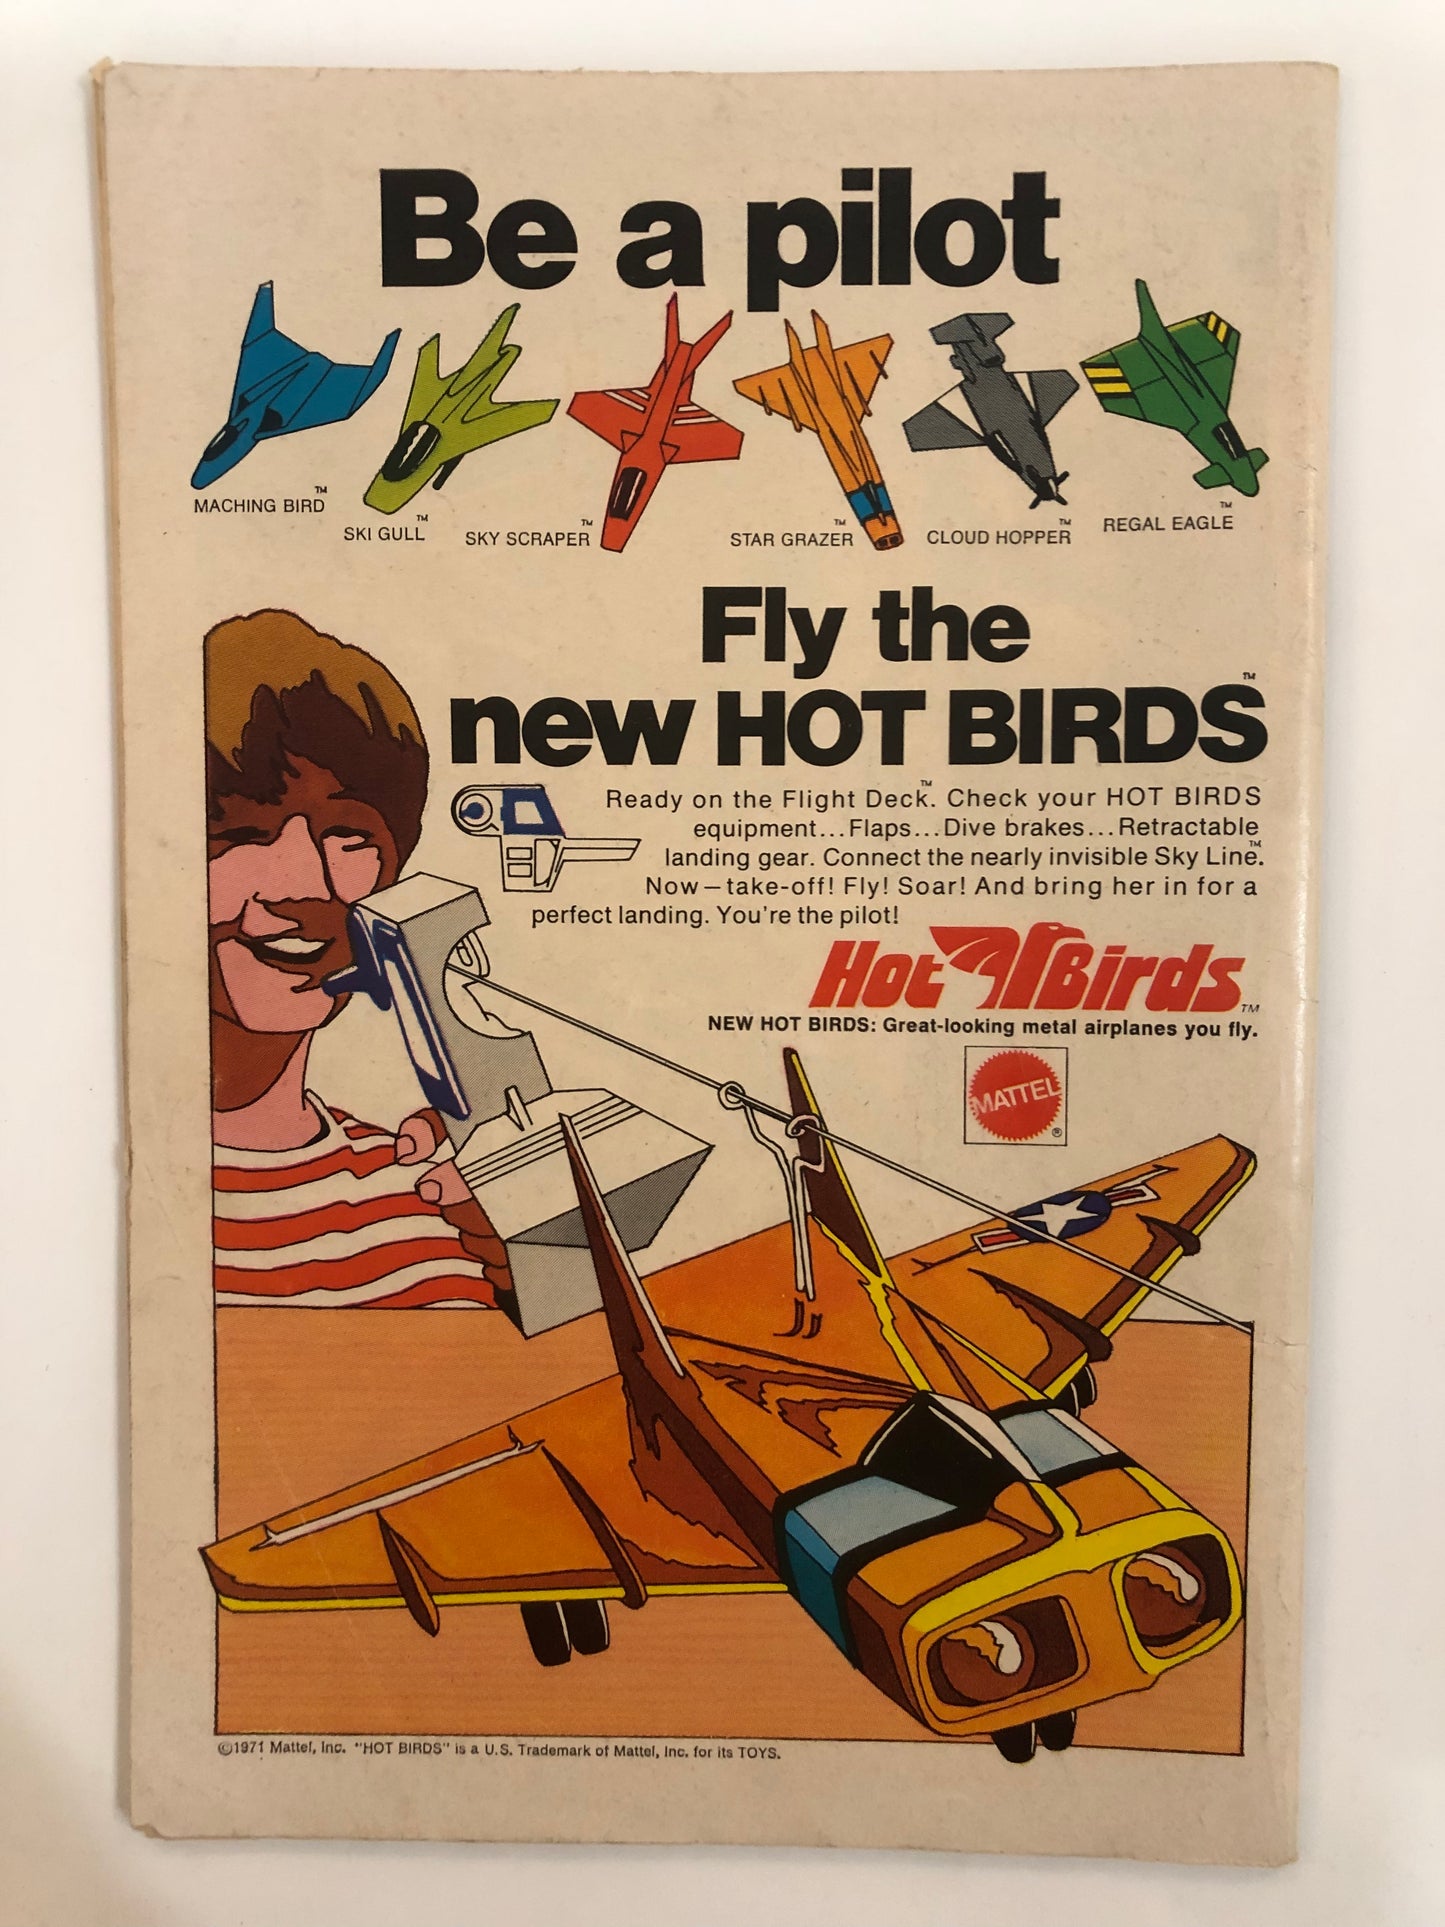 Be a pilot
MACHING BIRD™
SKI GULL™
SKY SCRAPER™
STAR GRAZER™
CLOUD HOPPER™
REGAL EAGLE™
Fly the
new HOT BIRDS™
Ready on the Flight Deck™. Check your HOT BIRDS
equipment...Flaps...Dive brakes...Retractable
landing gear. Connect the nearly invisible Sky Line™.
Now—take-off! Fly! Soar! And bring her in for a
perfect landing. You're the pilot!
Hot Birds™
NEW HOT BIRDS: Great-looking metal airplanes you fly.
MATTEL®
©1971 Mattel, Inc. "HOT BIRDS" is a U.S. Trademark of Mattel, Inc. for its TOYS.